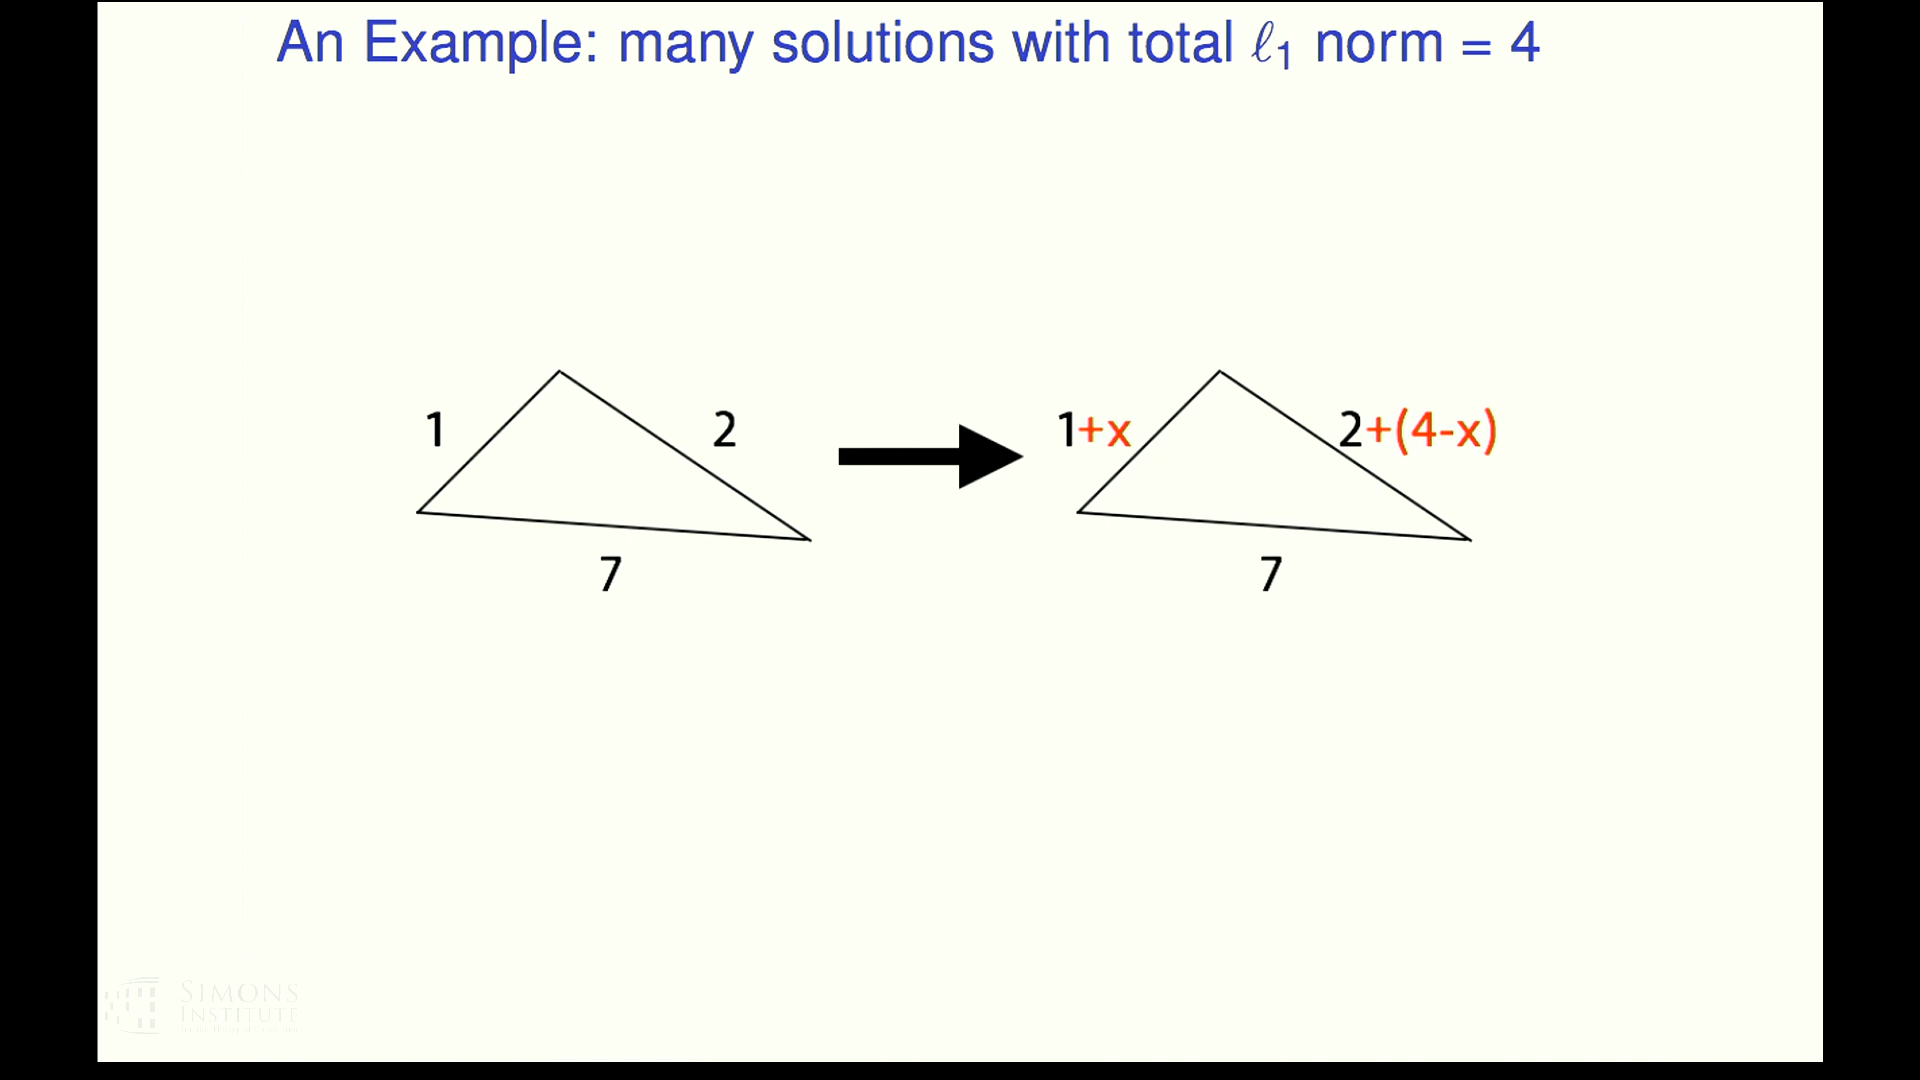 An Example: many solutions with total ℓ₁ norm = 4
1
2
7
1+x
2+(4-x)
7
SIMONS
INSTITUTE